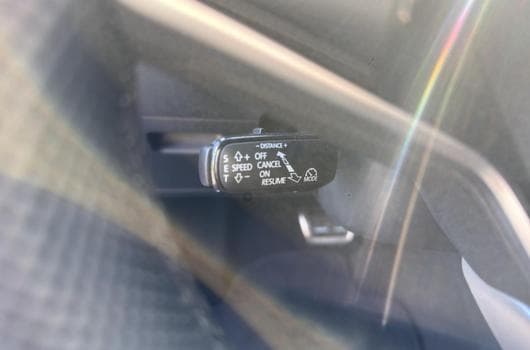 - DISTANCE +
S + OFF
E SPEED CANCEL
T - ON
RESUME MODE